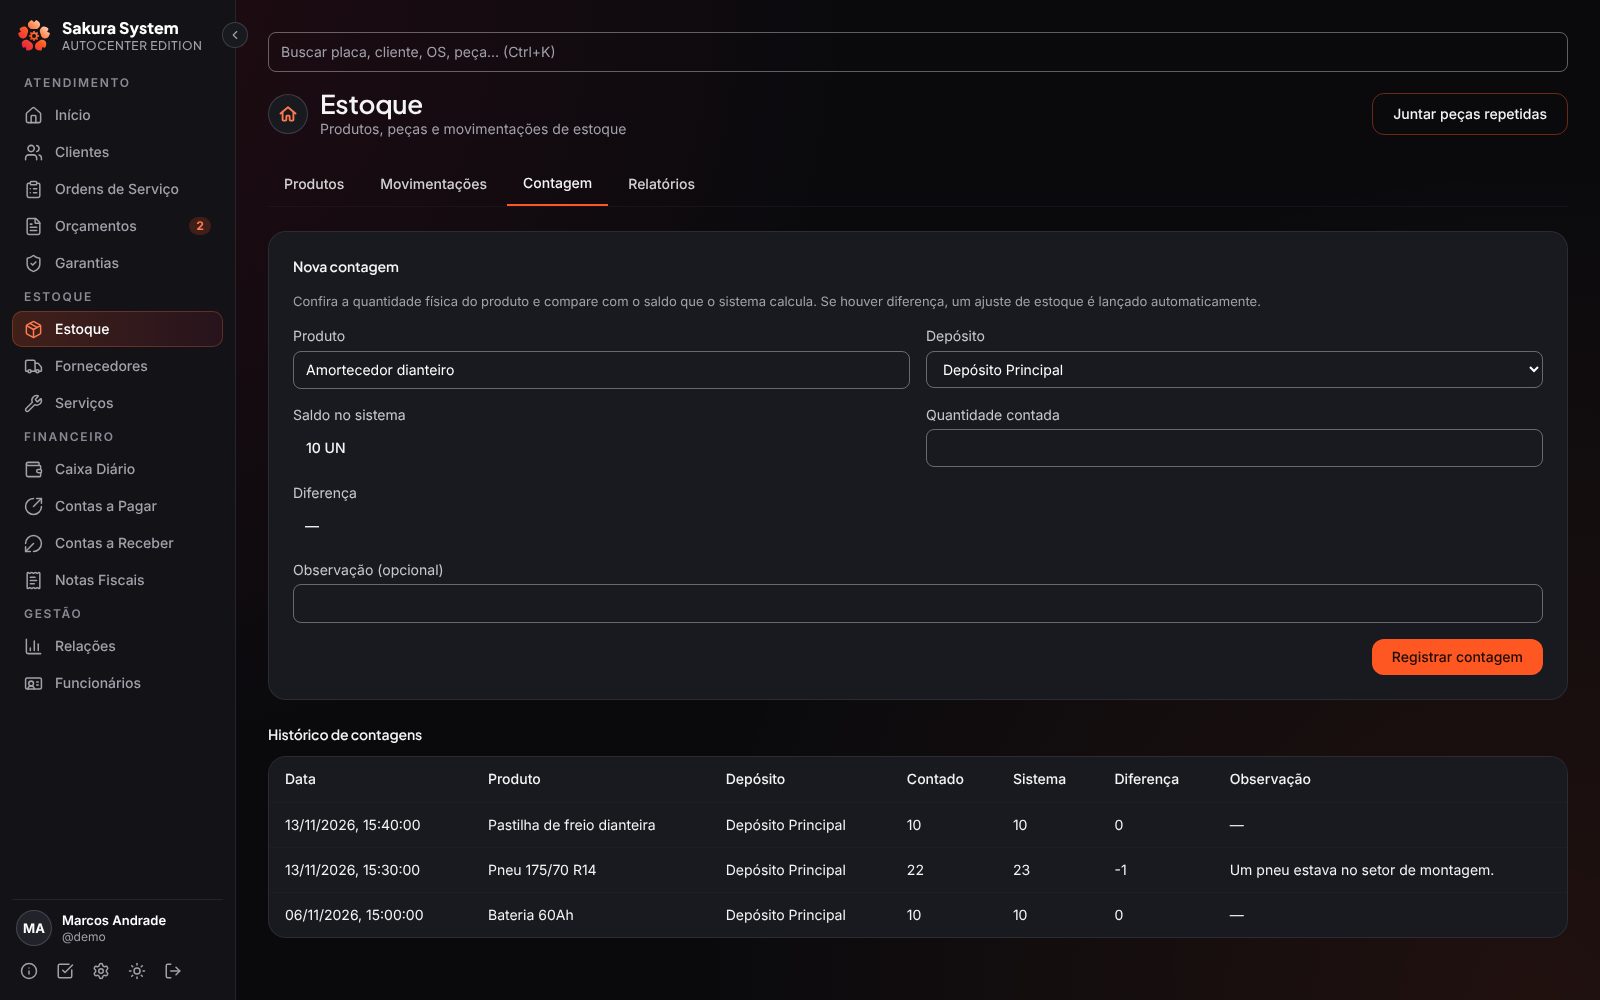 Sakura System
AUTOCENTER EDITION
ATENDIMENTO
Início
Clientes
Ordens de Serviço
Orçamentos 2
Garantias
ESTOQUE
Estoque
Fornecedores
Serviços
FINANCEIRO
Caixa Diário
Contas a Pagar
Contas a Receber
Notas Fiscais
GESTÃO
Relações
Funcionários
MA
Marcos Andrade
@demo
Buscar placa, cliente, OS, peça... (Ctrl+K)
Estoque
Produtos, peças e movimentações de estoque
Juntar peças repetidas
Produtos Movimentações Contagem Relatórios
Nova contagem
Confira a quantidade física do produto e compare com o saldo que o sistema calcula. Se houver diferença, um ajuste de estoque é lançado automaticamente.
Produto Depósito
Amortecedor dianteiro Depósito Principal
Saldo no sistema Quantidade contada
10 UN
Diferença
—
Observação (opcional)
Registrar contagem
Histórico de contagens
Data Produto Depósito Contado Sistema Diferença Observação
13/11/2026, 15:40:00 Pastilha de freio dianteira Depósito Principal 10 10 0 —
13/11/2026, 15:30:00 Pneu 175/70 R14 Depósito Principal 22 23 -1 Um pneu estava no setor de montagem.
06/11/2026, 15:00:00 Bateria 60Ah Depósito Principal 10 10 0 —